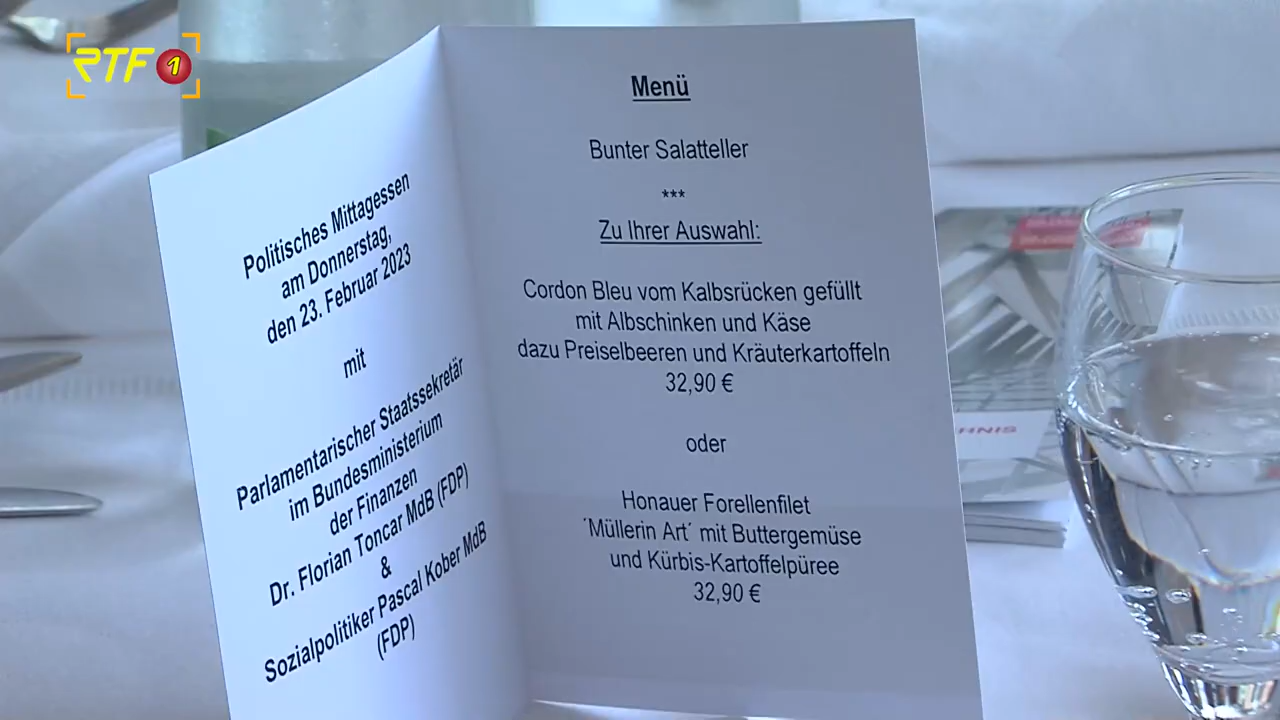 RTF 1
Politisches Mittagessen
am Donnerstag,
den 23. Februar 2023
mit
Parlamentarischer Staatssekretär
im Bundesministerium
der Finanzen
Dr. Florian Toncar MdB (FDP)
&
Sozialpolitiker Pascal Kober MdB
(FDP)
Menü
Bunter Salatteller
***
Zu Ihrer Auswahl:
Cordon Bleu vom Kalbsrücken gefüllt
mit Albschinken und Käse
dazu Preiselbeeren und Kräuterkartoffeln
32,90 €
oder
Honauer Forellenfilet
´Müllerin Art´ mit Buttergemüse
und Kürbis-Kartoffelpüree
32,90 €